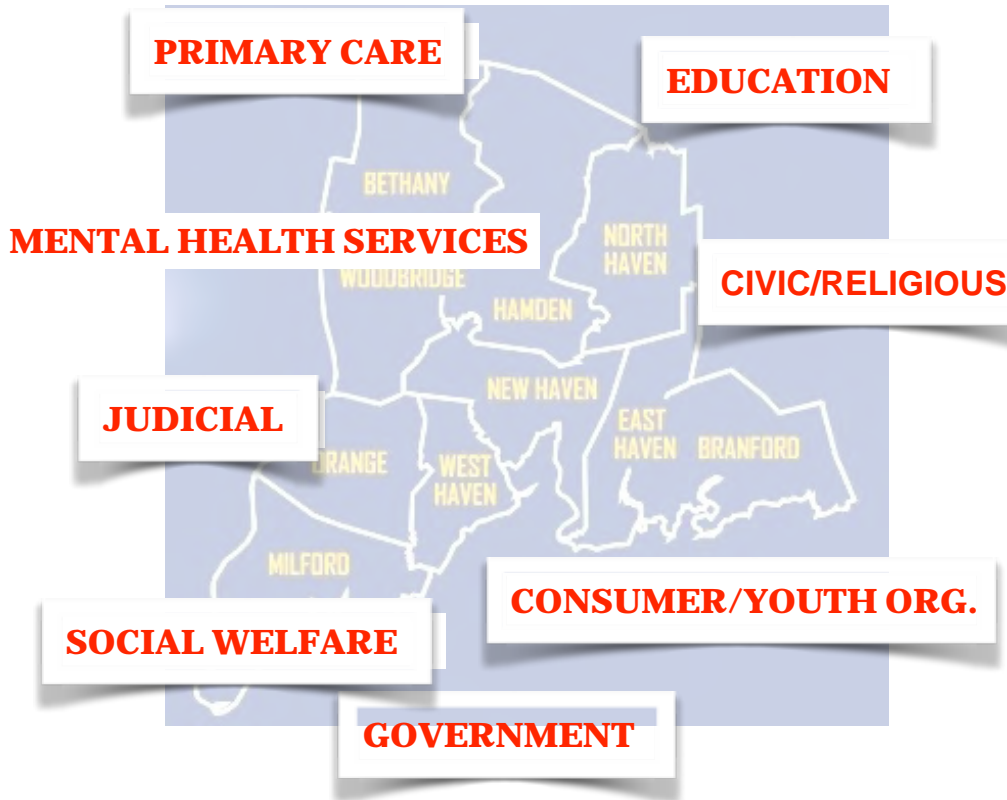 PRIMARY CARE
EDUCATION
BETHANY
MENTAL HEALTH SERVICES
NORTH
HAVEN
WOODBRIDGE
CIVIC/RELIGIOUS
HAMDEN
NEW HAVEN
JUDICIAL
EAST
HAVEN
BRANFORD
ORANGE
WEST
HAVEN
MILFORD
CONSUMER/YOUTH ORG.
SOCIAL WELFARE
GOVERNMENT